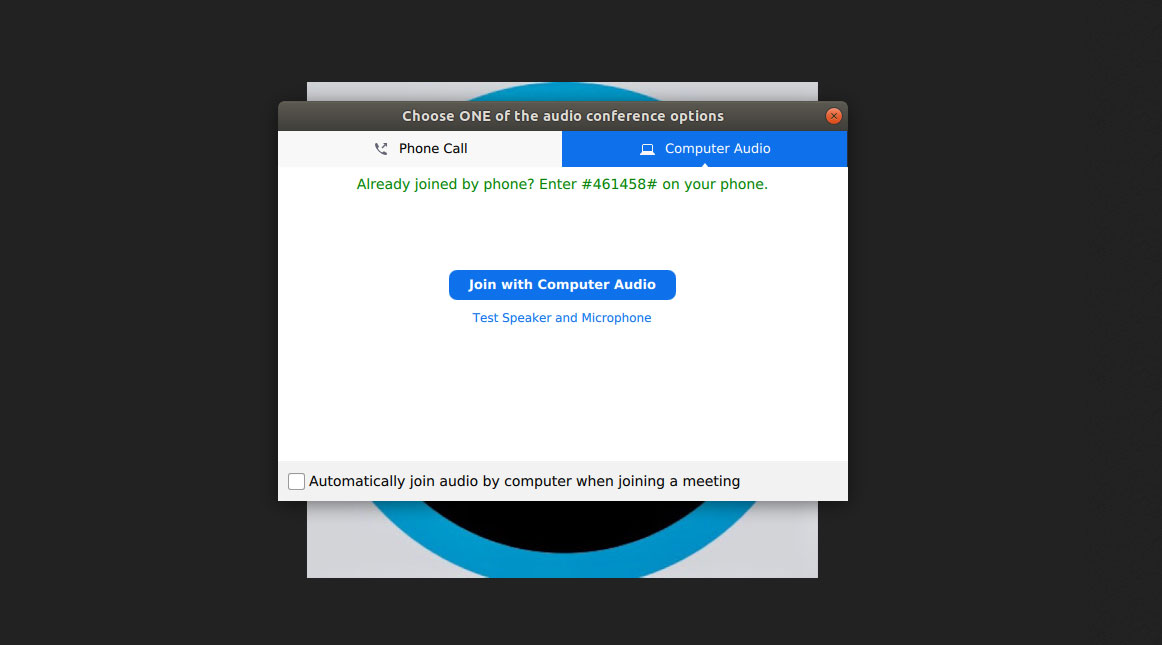 Choose ONE of the audio conference options
Phone Call
Computer Audio
Already joined by phone? Enter #461458# on your phone.
Join with Computer Audio
Test Speaker and Microphone
Automatically join audio by computer when joining a meeting